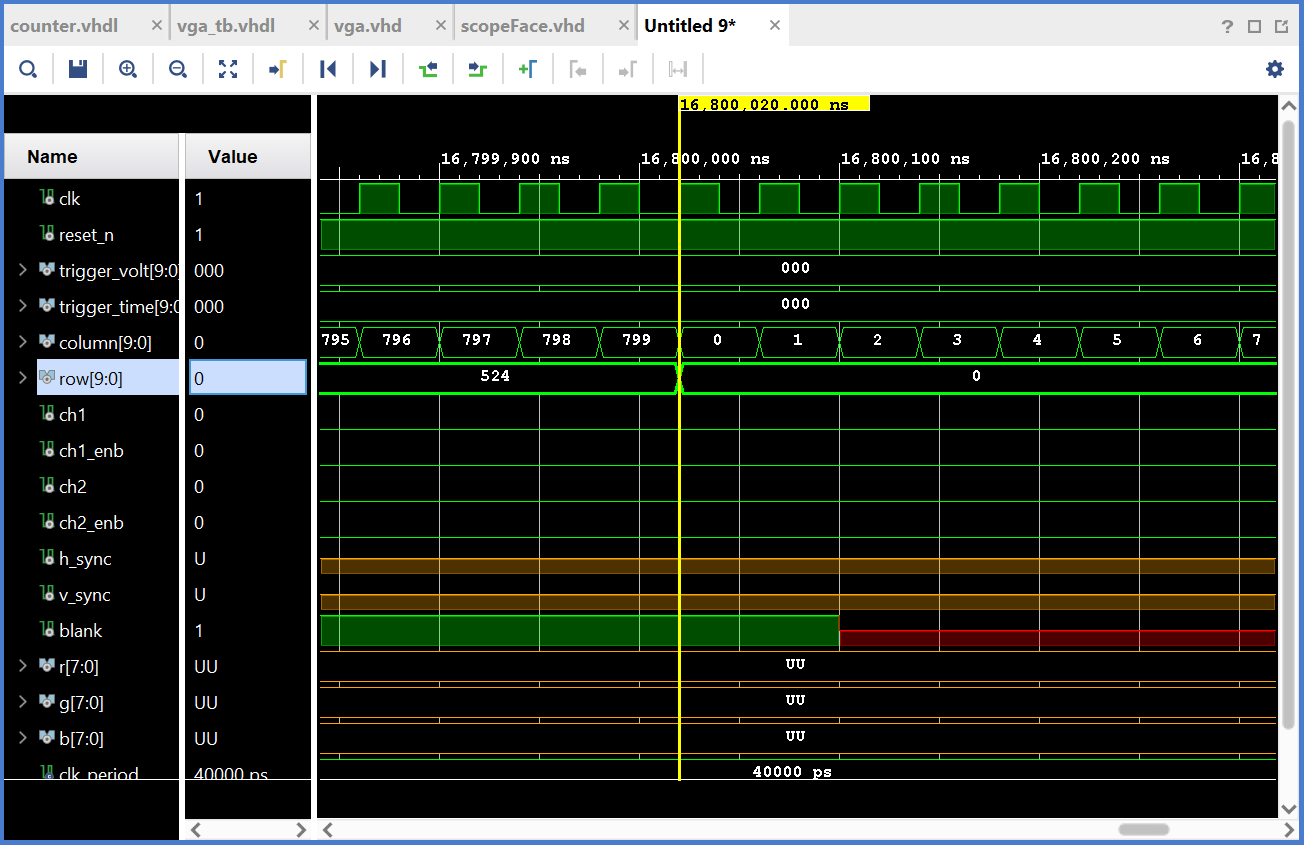 counter.vhdl × vga_tb.vhdl × vga.vhd × scopeFace.vhd × Untitled 9* × ?
16,800,020.000 ns
Name Value 16,799,900 ns 16,800,000 ns 16,800,100 ns 16,800,200 ns 16,8
clk 1
reset_n 1
trigger_volt[9:0] 000 000
trigger_time[9:0 000 000
column[9:0] 0 795 796 797 798 799 0 1 2 3 4 5 6 7
row[9:0] 0 524 0
ch1 0
ch1_enb 0
ch2 0
ch2_enb 0
h_sync U
v_sync U
blank 1
r[7:0] UU UU
g[7:0] UU UU
b[7:0] UU UU
clk_period 40000 ps 40000 ps